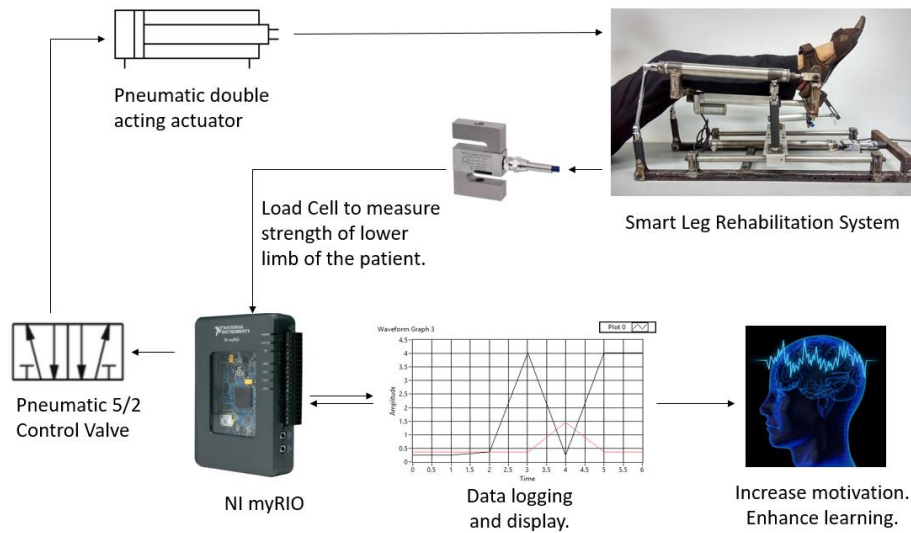 Pneumatic double
acting actuator
Smart Leg Rehabilitation System
Load Cell to measure
strength of lower
limb of the patient.
Pneumatic 5/2
Control Valve
NATIONAL
INSTRUMENTS
NI myRIO
NI myRIO
Waveform Graph 3
Plot 0
Amplitude
4.5
4
3.5
3
2.5
2
1.5
1
0.5
0
0 0.5 1 1.5 2 2.5 3 3.5 4 4.5 5 5.5 6
Time
Data logging
and display.
Increase motivation.
Enhance learning.